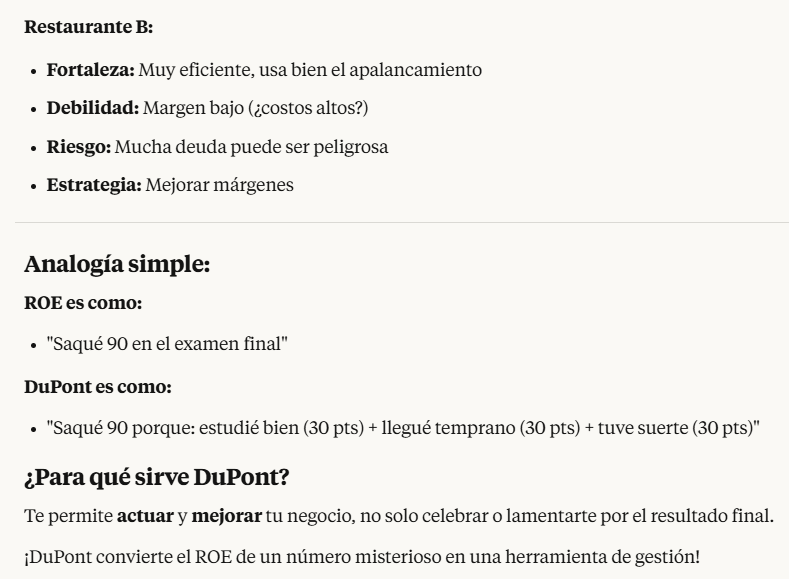 Restaurante B:
• Fortaleza: Muy eficiente, usa bien el apalancamiento
• Debilidad: Margen bajo (¿costos altos?)
• Riesgo: Mucha deuda puede ser peligrosa
• Estrategia: Mejorar márgenes
Analogía simple:
ROE es como:
• "Saqué 90 en el examen final"
DuPont es como:
• "Saqué 90 porque: estudié bien (30 pts) + llegué temprano (30 pts) + tuve suerte (30 pts)"
¿Para qué sirve DuPont?
Te permite actuar y mejorar tu negocio, no solo celebrar o lamentarte por el resultado final.
¡DuPont convierte el ROE de un número misterioso en una herramienta de gestión!